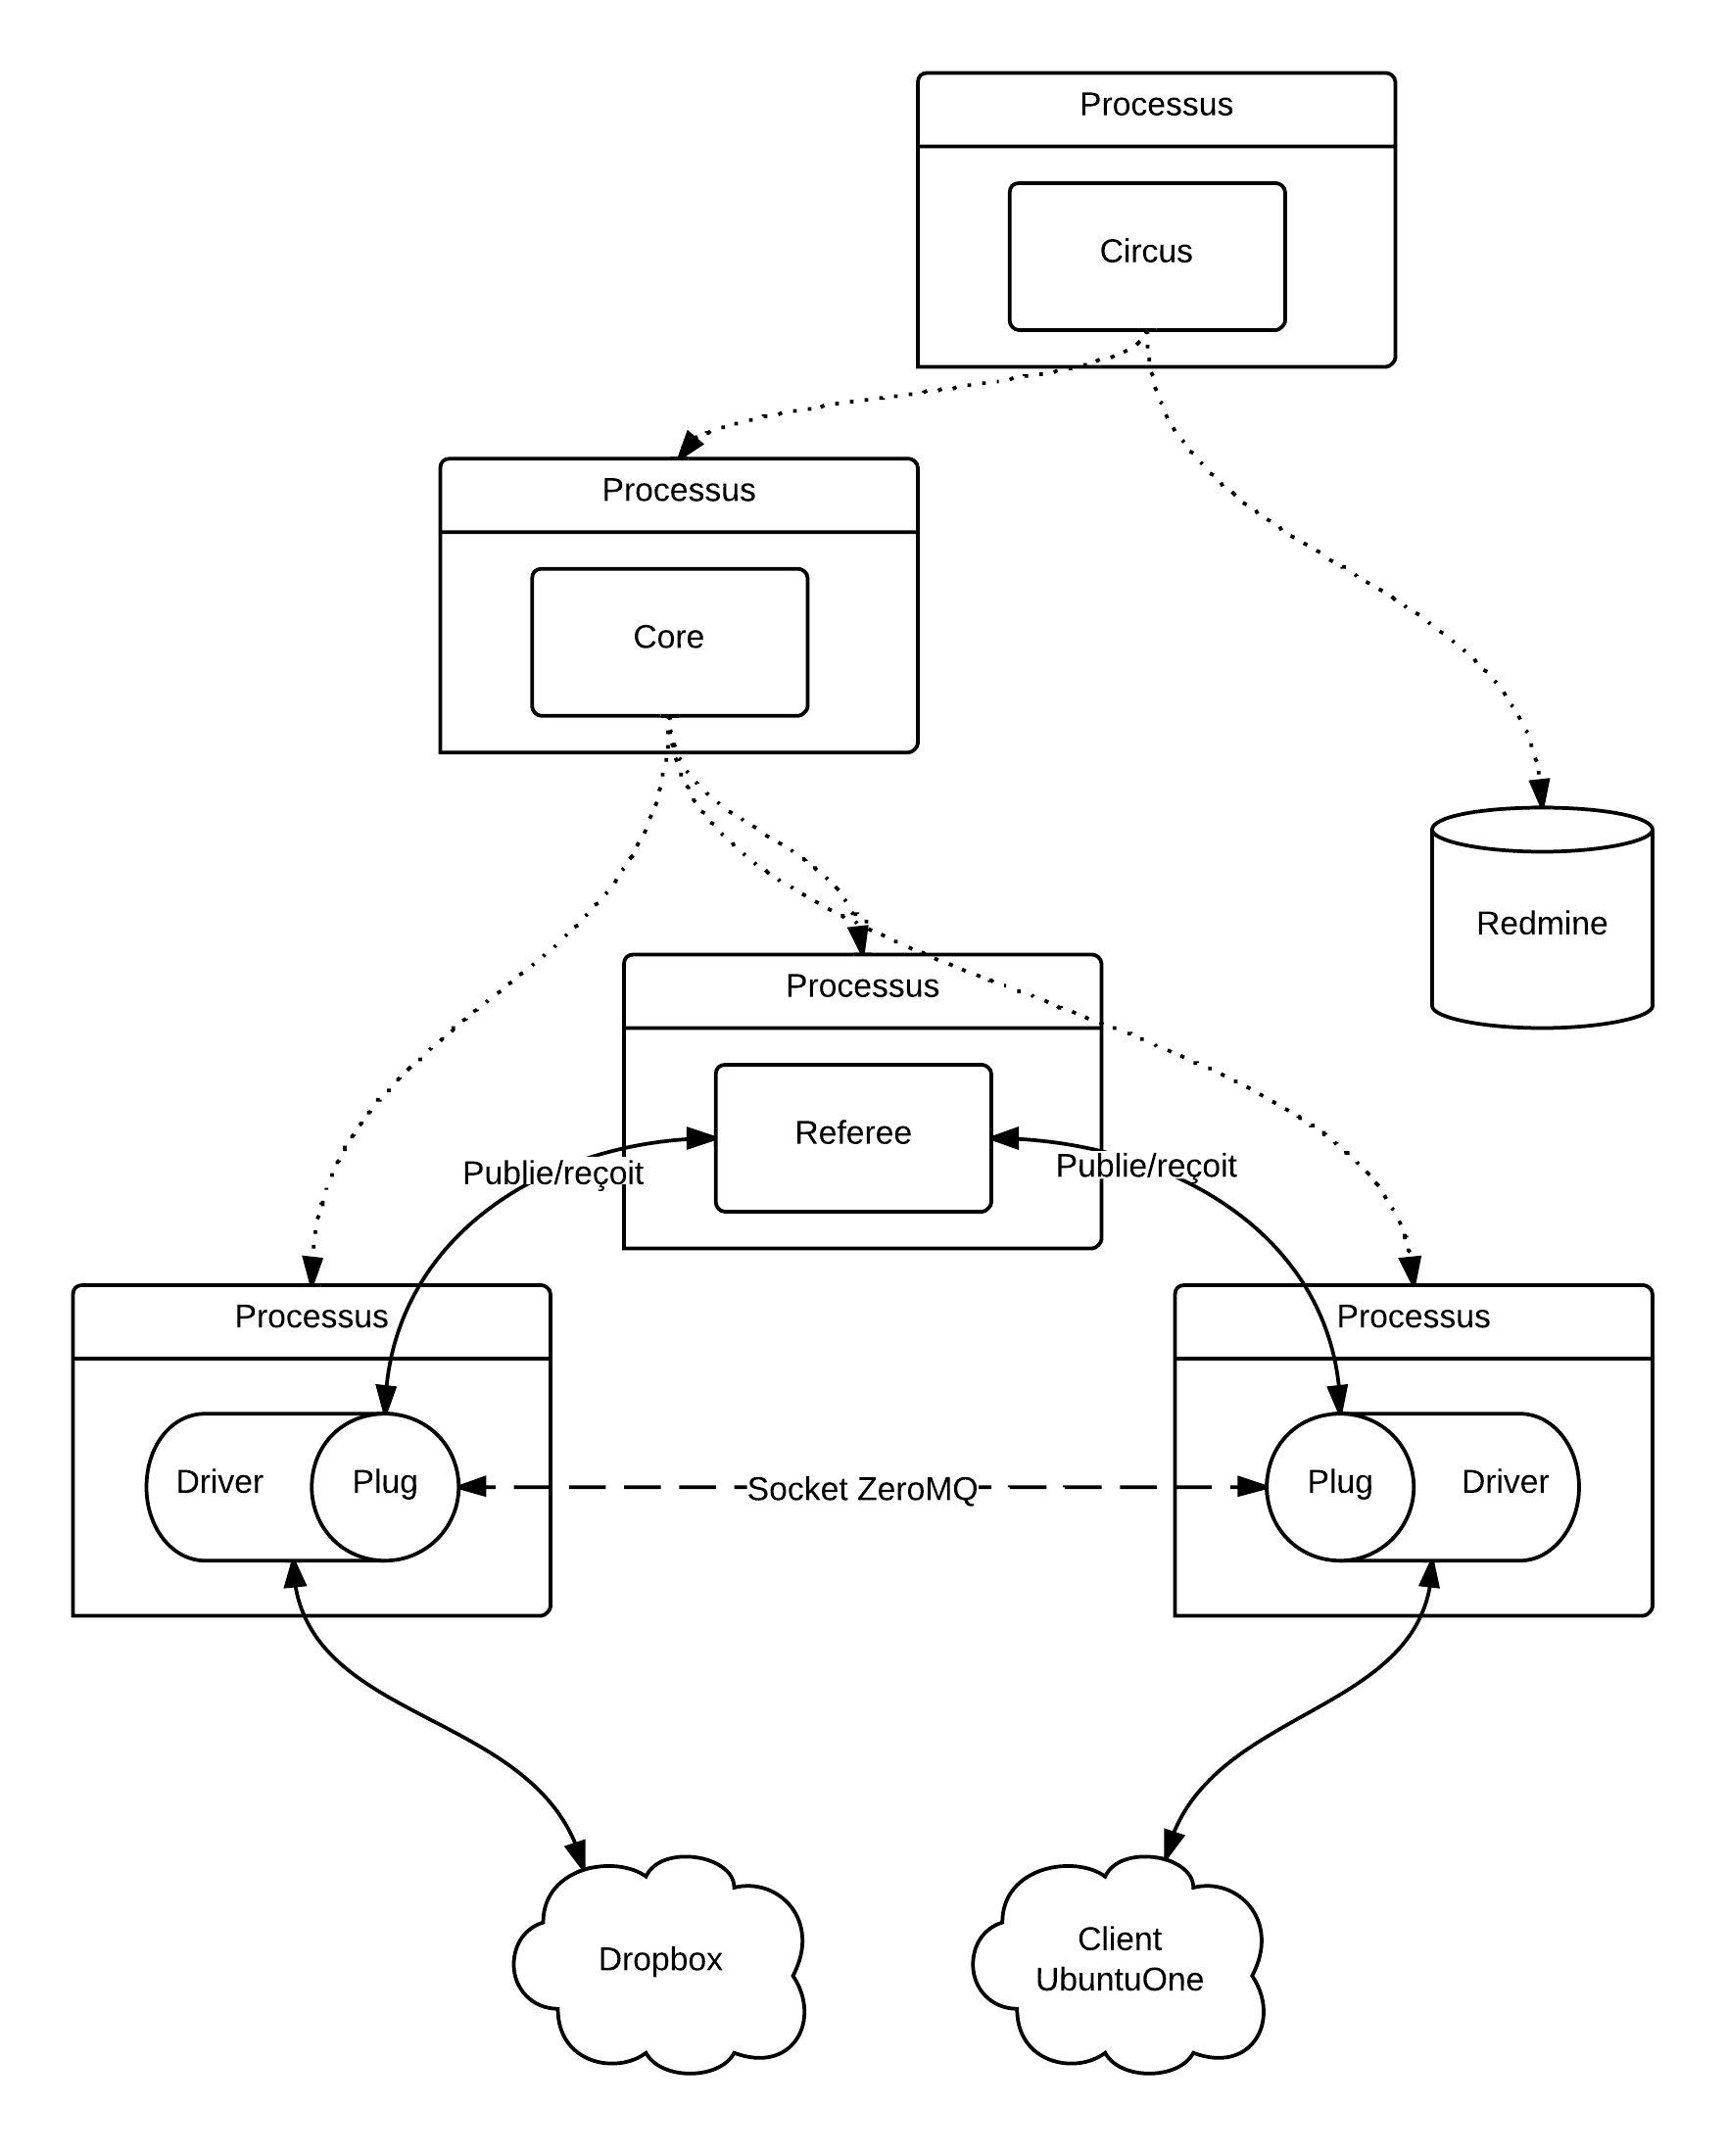 Processus
Circus
Processus
Core
Redmine
Processus
Referee
Publie/reçoit
Publie/reçoit
Processus
Processus
Driver
Plug
Socket ZeroMQ
Plug
Driver
Dropbox
Client
UbuntuOne